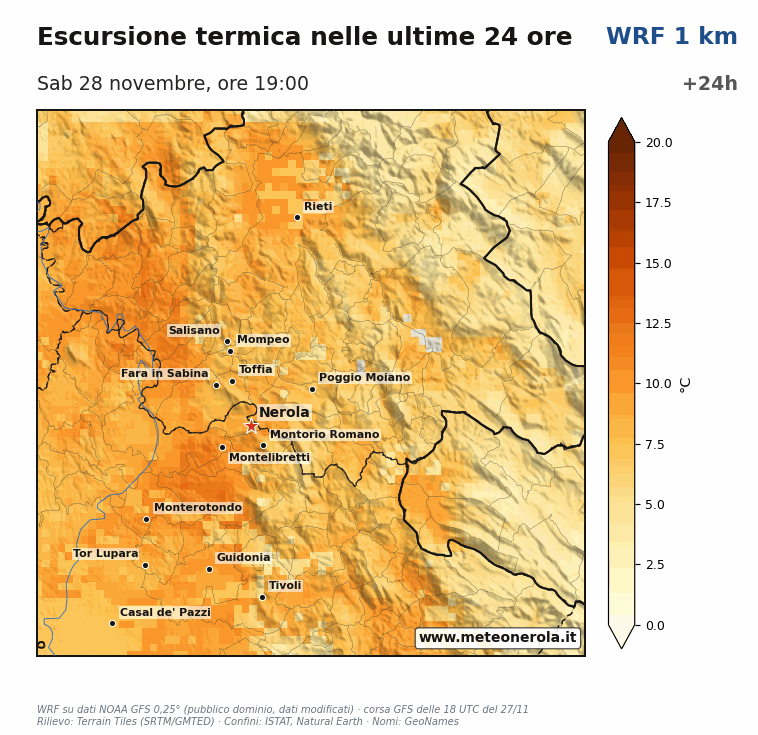 Escursione termica nelle ultime 24 ore
WRF 1 km
Sab 28 novembre, ore 19:00
+24h
20.0
17.5
15.0
12.5
10.0
7.5
5.0
2.5
0.0
°C
Rieti
Salisano
Mompeo
Fara in Sabina
Toffia
Poggio Moiano
Nerola
Montorio Romano
Montelibretti
Monterotondo
Tor Lupara
Guidonia
Tivoli
Casal de' Pazzi
www.meteonerola.it
WRF su dati NOAA GFS 0,25° (pubblico dominio, dati modificati) · corsa GFS delle 18 UTC del 27/11
Rilievo: Terrain Tiles (SRTM/GMTED) · Confini: ISTAT, Natural Earth · Nomi: GeoNames